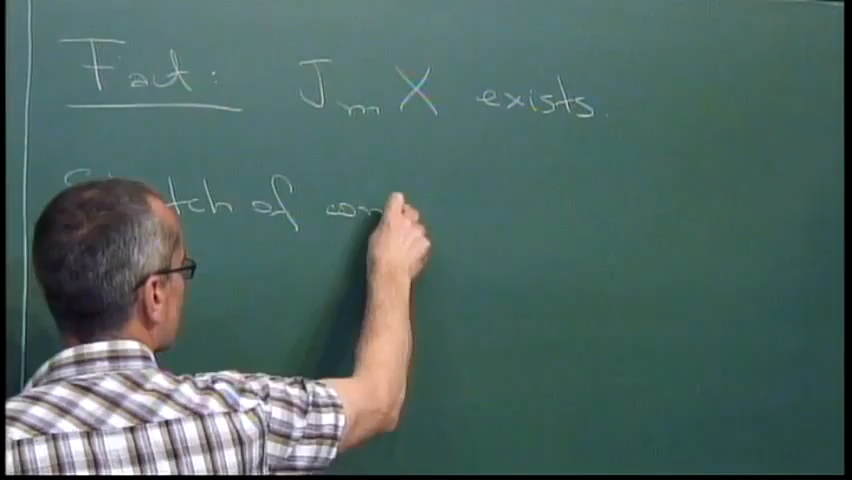 Fact: J_m X exists.
tch of con